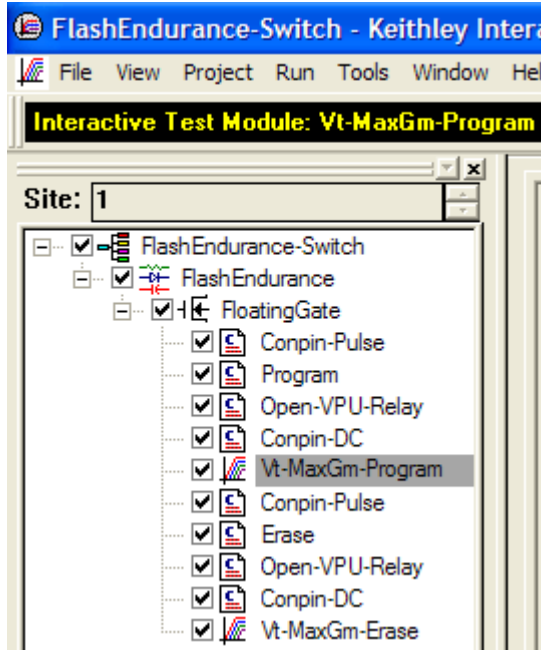 FlashEndurance-Switch - Keithley Inter
File View Project Run Tools Window Hel
Interactive Test Module: Vt-MaxGm-Program
Site: 1
FlashEndurance-Switch
FlashEndurance
FloatingGate
Conpin-Pulse
Program
Open-VPU-Relay
Conpin-DC
Vt-MaxGm-Program
Conpin-Pulse
Erase
Open-VPU-Relay
Conpin-DC
Vt-MaxGm-Erase